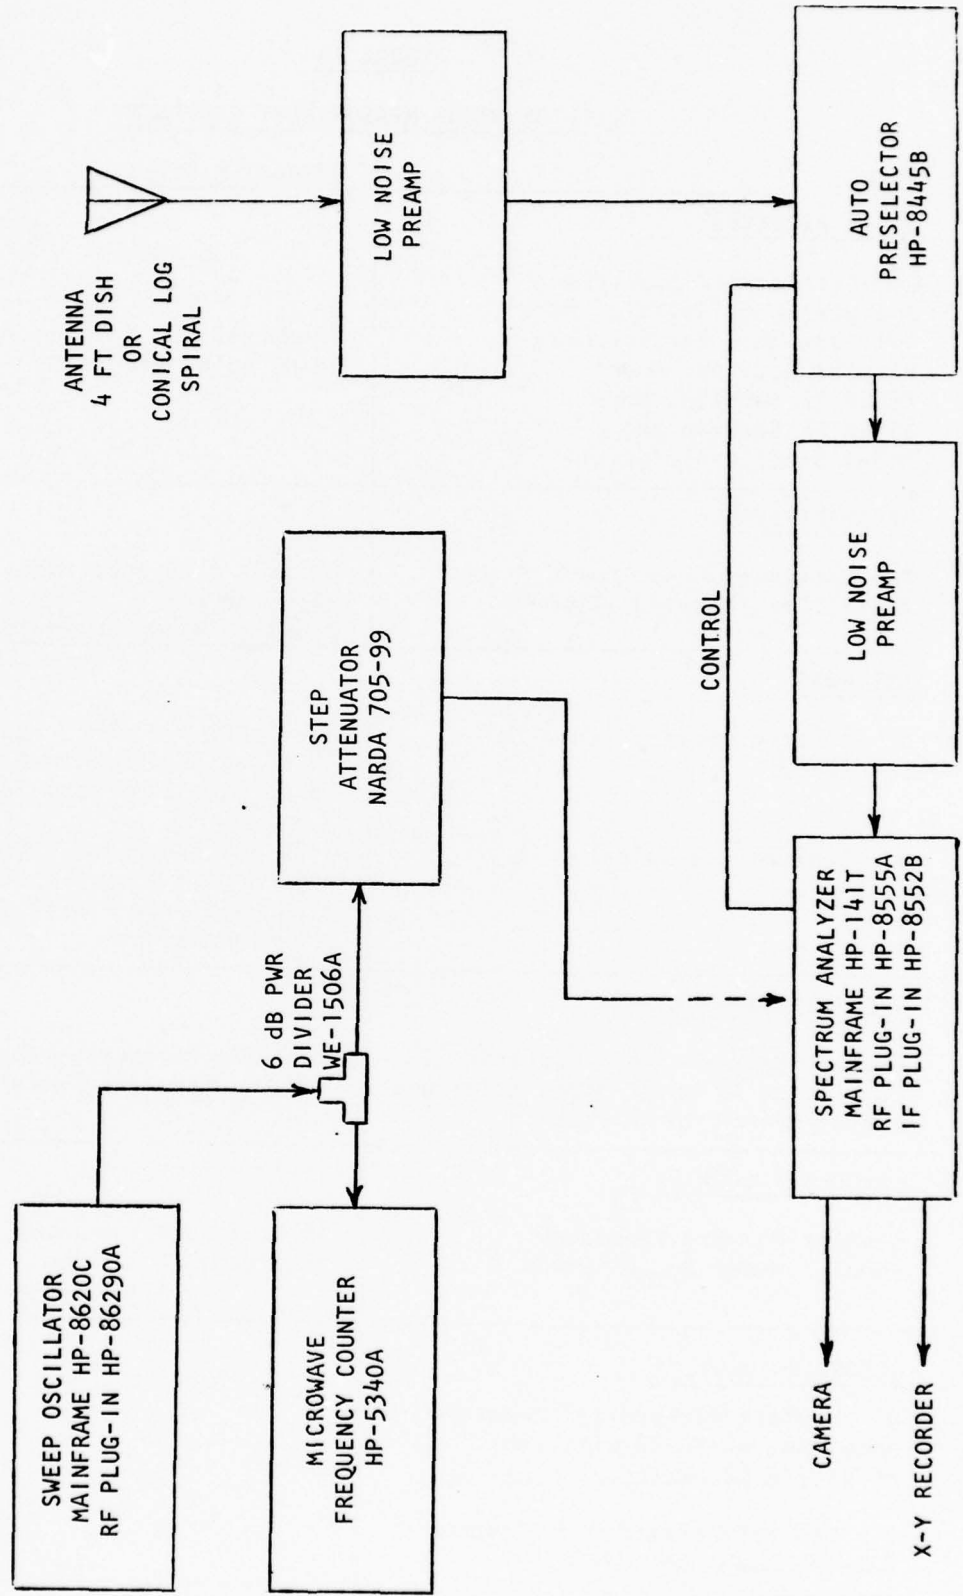 SWEEP OSCILLATOR
MAINFRAME HP-8620C
RF PLUG-IN HP-86290A
6 dB PWR
DIVIDER
WE-1506A
MICROWAVE
FREQUENCY COUNTER
HP-5340A
STEP
ATTENUATOR
NARDA 705-99
ANTENNA
4 FT DISH
OR
CONICAL LOG
SPIRAL
LOW NOISE
PREAMP
CONTROL
AUTO
PRESELECTOR
HP-8445B
LOW NOISE
PREAMP
SPECTRUM ANALYZER
MAINFRAME HP-141T
RF PLUG-IN HP-8555A
IF PLUG-IN HP-8552B
CAMERA
X-Y RECORDER